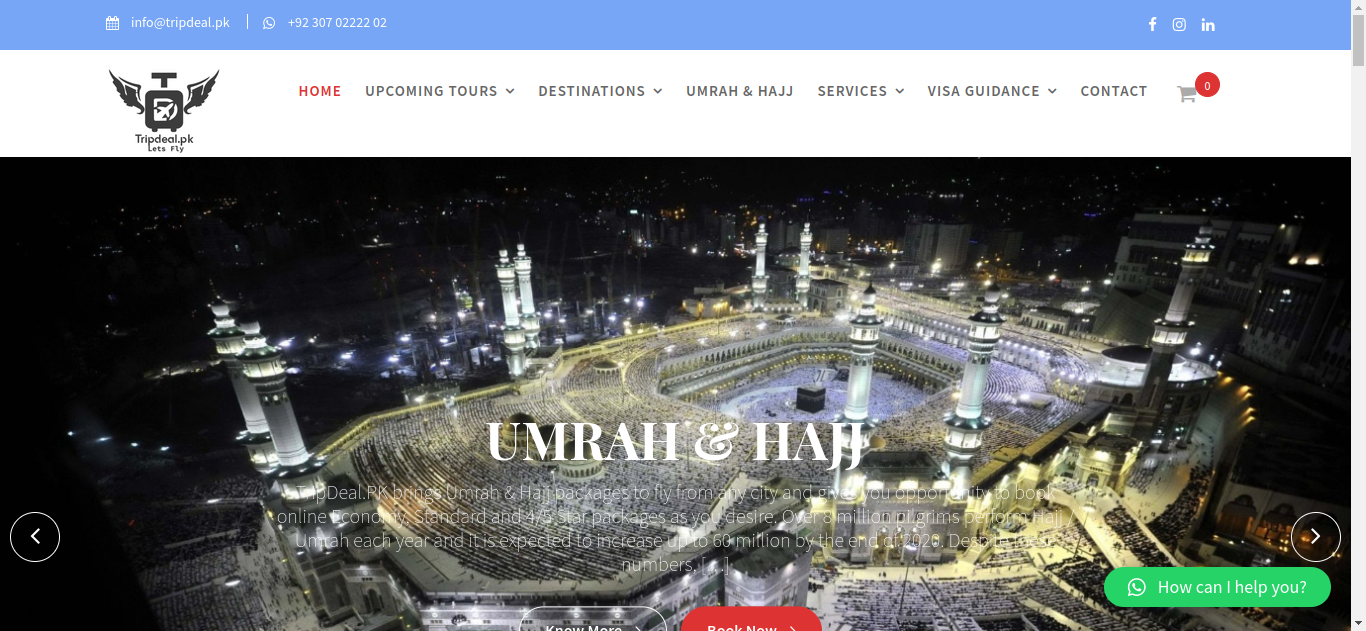 info@tripdeal.pk
+92 307 02222 02
Tripdeal.pk
Lets Fly
HOME UPCOMING TOURS DESTINATIONS UMRAH & HAJJ SERVICES VISA GUIDANCE CONTACT
0
UMRAH & HAJJ
TripDeal.PK brings Umrah & Hajj packages to fly from any city and gives you opportunity to book
online Economy, Standard and 4/5 Star packages as you desire. Over 8 million pilgrims perform Hajj /
Umrah each year and it is expected to increase up to 60 million by the end of 2020. Despite these
numbers, [...]
How can I help you?
Know More
Book Now